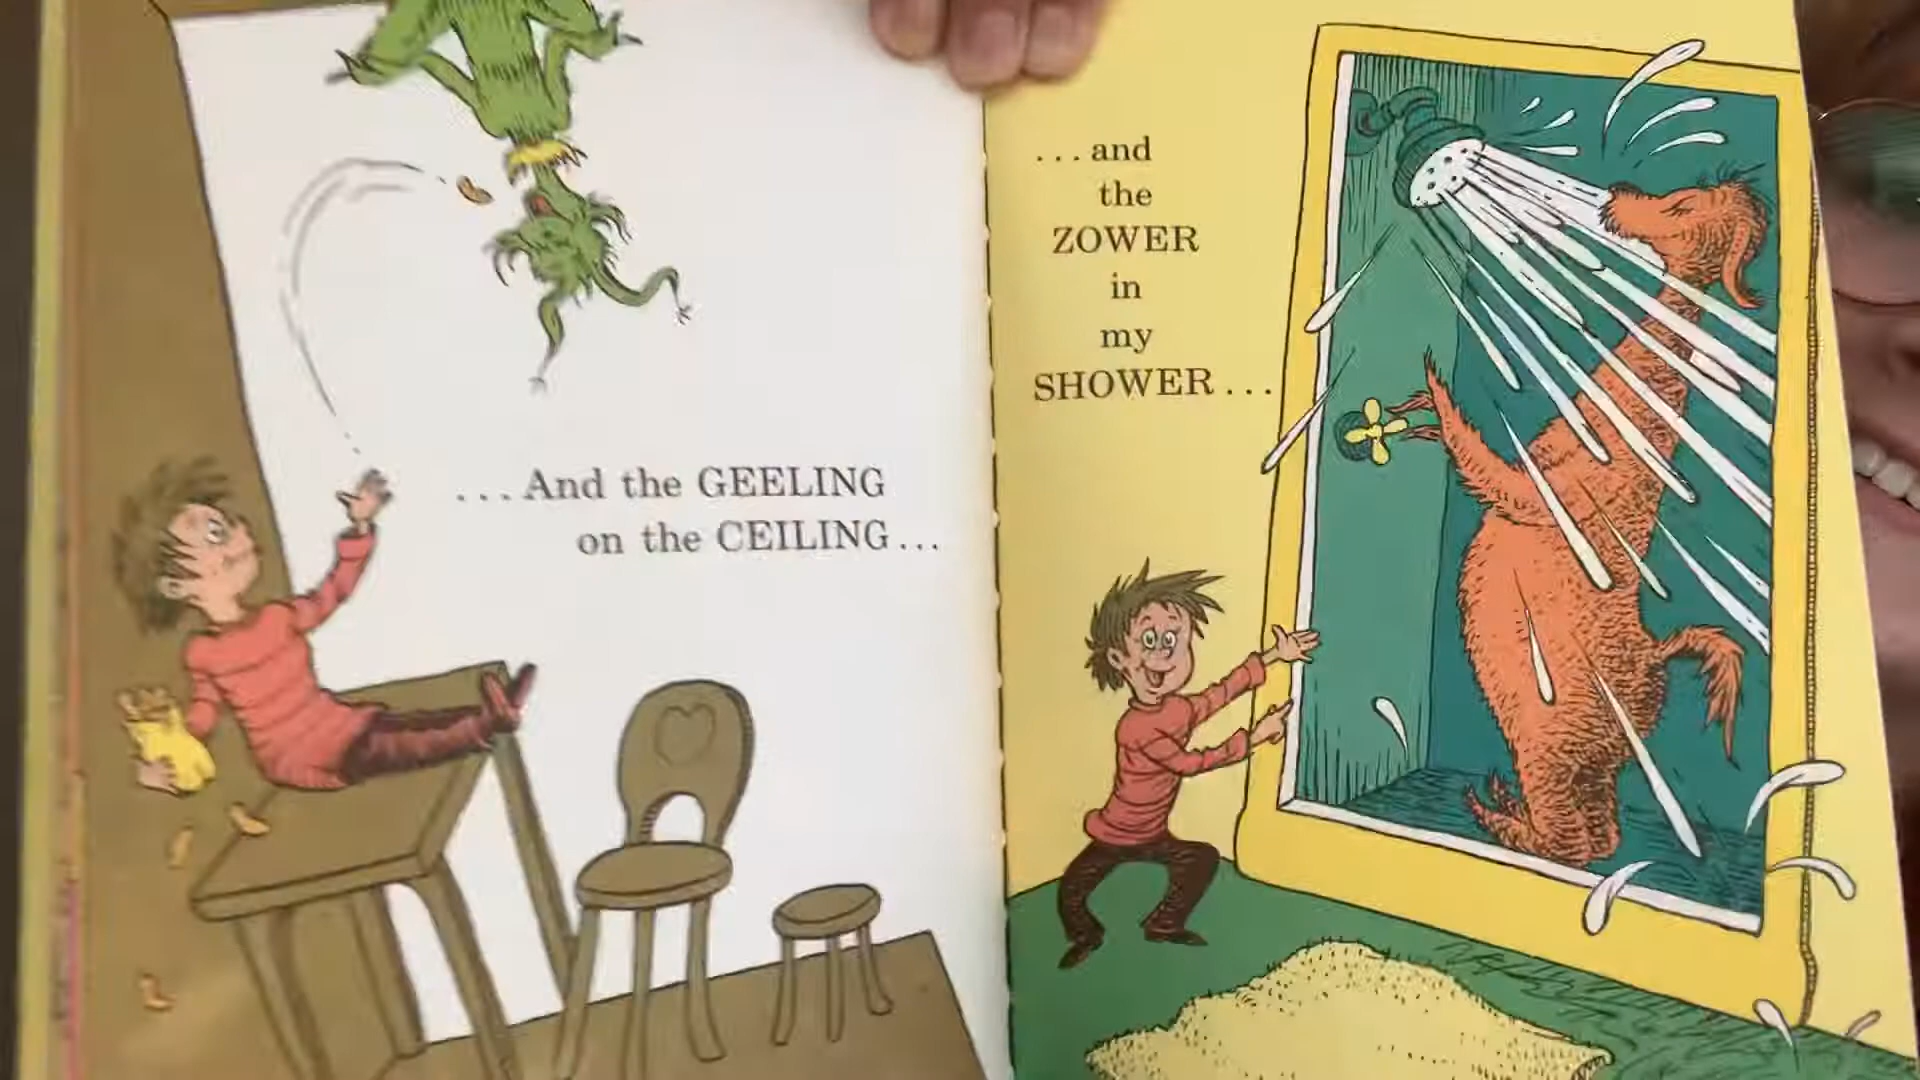 ...And the GEELING
on the CEILING...
...and
the
ZOWER
in
my
SHOWER...